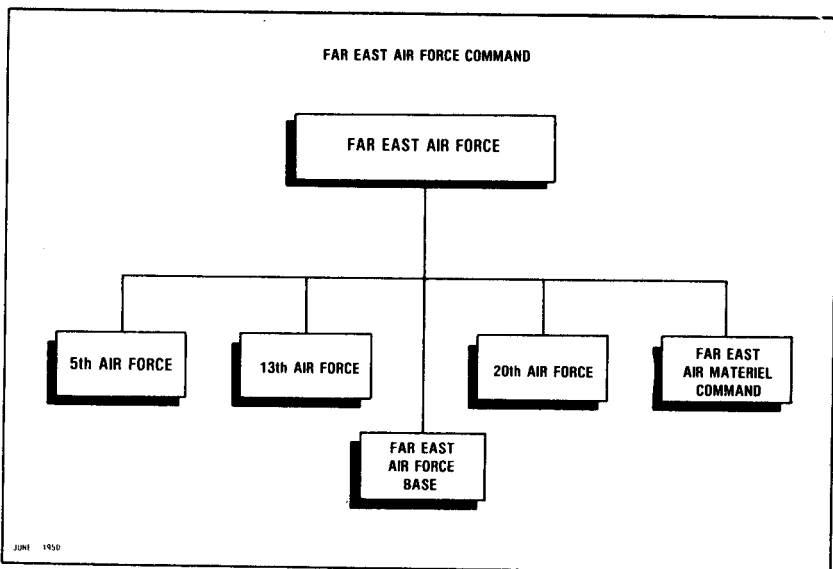 FAR EAST AIR FORCE COMMAND
FAR EAST AIR FORCE
5th AIR FORCE
13th AIR FORCE
20th AIR FORCE
FAR EAST
AIR MATERIEL
COMMAND
FAR EAST
AIR FORCE
BASE
JUNE 1950